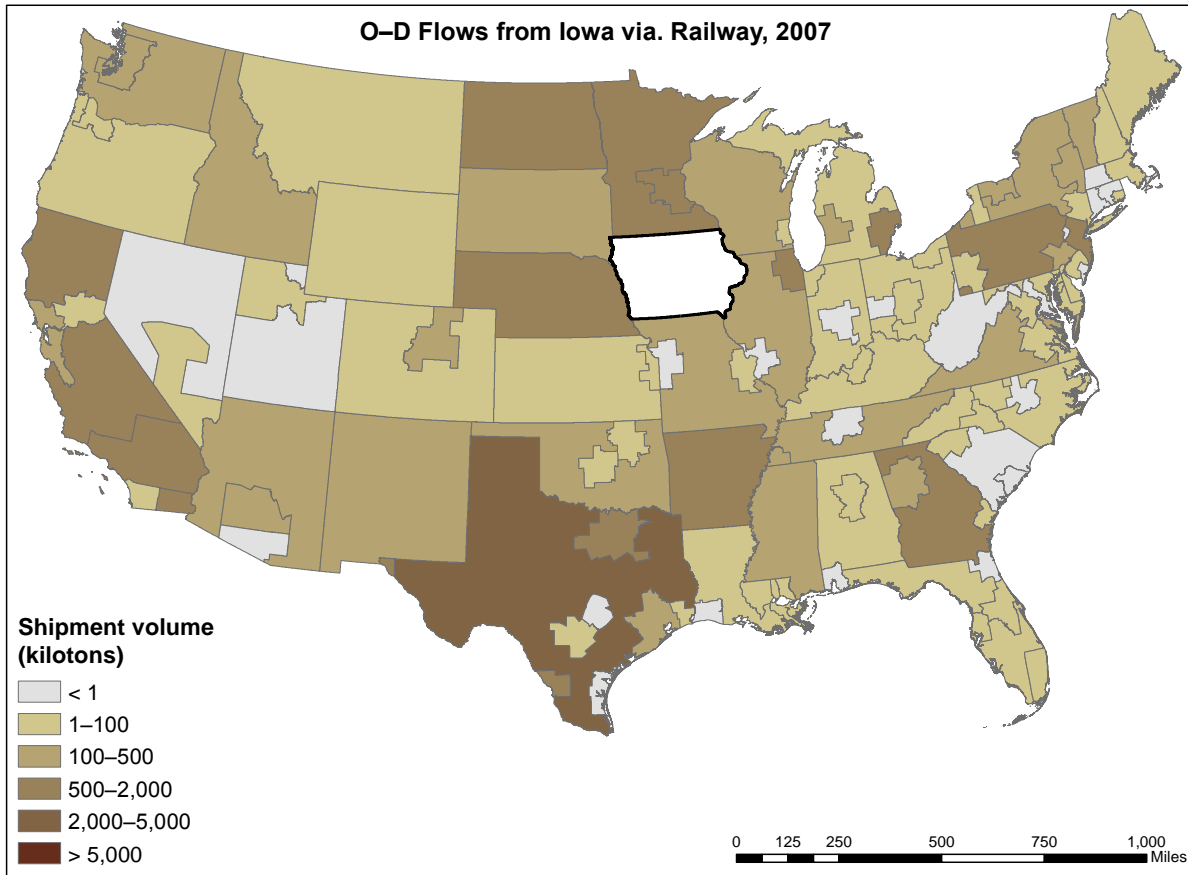 O–D Flows from Iowa via. Railway, 2007
Shipment volume
(kilotons)
< 1
1–100
100–500
500–2,000
2,000–5,000
> 5,000
0 125 250 500 750 1,000
Miles